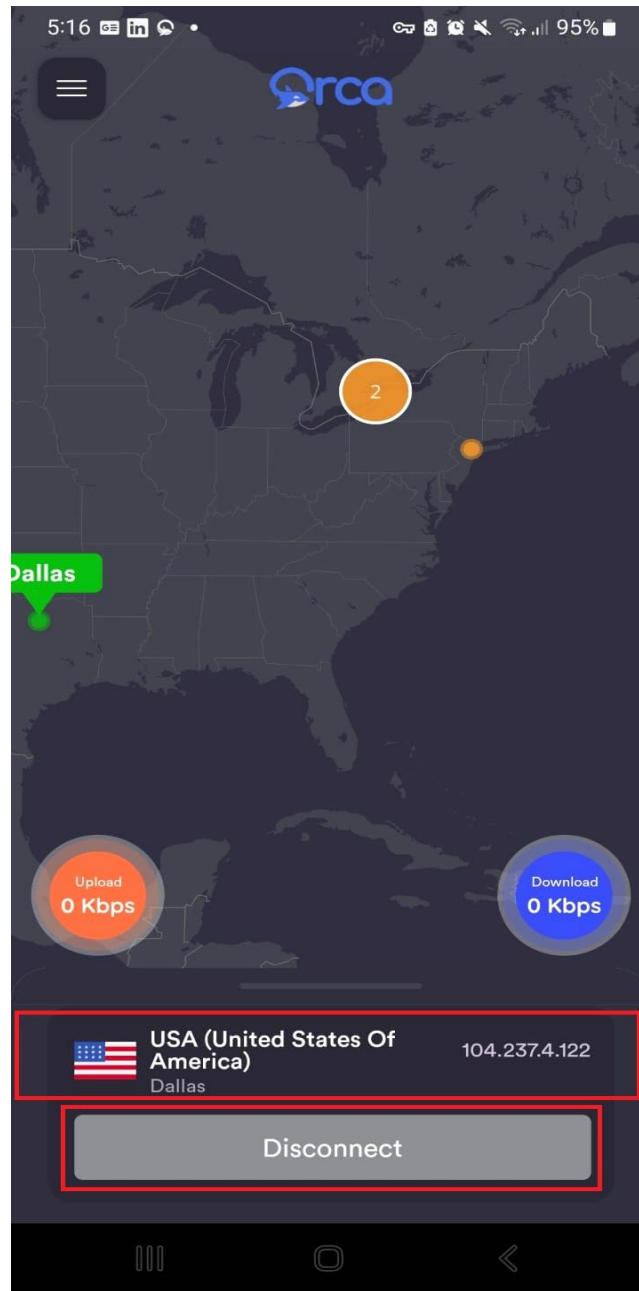 5:16
95%
Orca
2
Dallas
Upload
0 Kbps
Download
0 Kbps
USA (United States Of
America)
104.237.4.122
Dallas
Disconnect